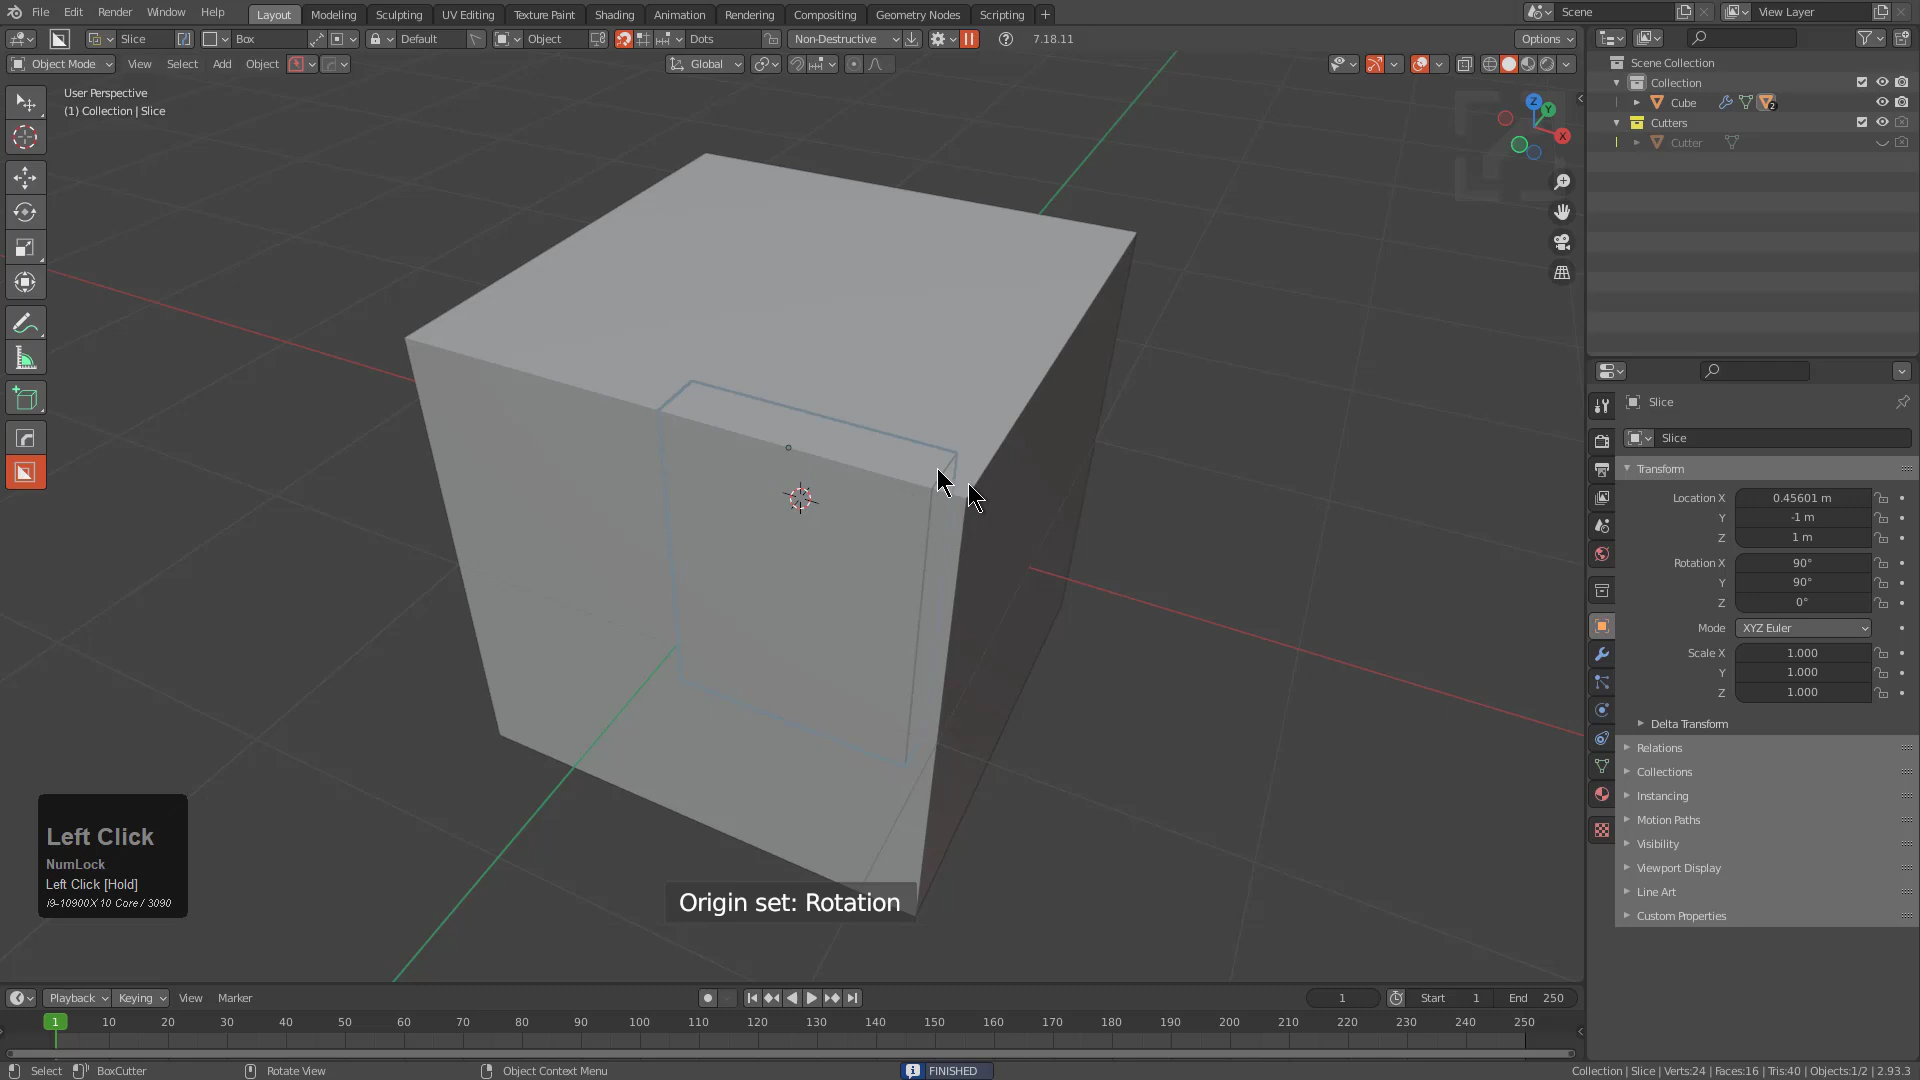 File Edit Render Window Help
Layout Modeling Sculpting UV Editing Texture Paint Shading Animation Rendering Compositing Geometry Nodes Scripting +
Scene
View Layer
Slice Box Default Object Dots Non-Destructive 7.18.11 Options
Object Mode View Select Add Object Global
User Perspective
(1) Collection | Slice
Z
Y
X
Scene Collection
Collection
Cube 2
Cutters
Cutter
Slice
Slice
Transform
Location X 0.45601 m
Y -1 m
Z 1 m
Rotation X 90°
Y 90°
Z 0°
Mode XYZ Euler
Scale X 1.000
Y 1.000
Z 1.000
Delta Transform
Relations
Collections
Instancing
Motion Paths
Visibility
Viewport Display
Line Art
Custom Properties
Left Click
NumLock
Left Click [Hold]
i9-10900X 10 Core / 3090
Origin set: Rotation
Playback Keying View Marker 1 Start 1 End 250
1 10 20 30 40 50 60 70 80 90 100 110 120 130 140 150 160 170 180 190 200 210 220 230 240 250
Select BoxCutter Rotate View Object Context Menu FINISHED Collection | Slice | Verts:24 | Faces:16 | Tris:40 | Objects:1/2 | 2.93.3